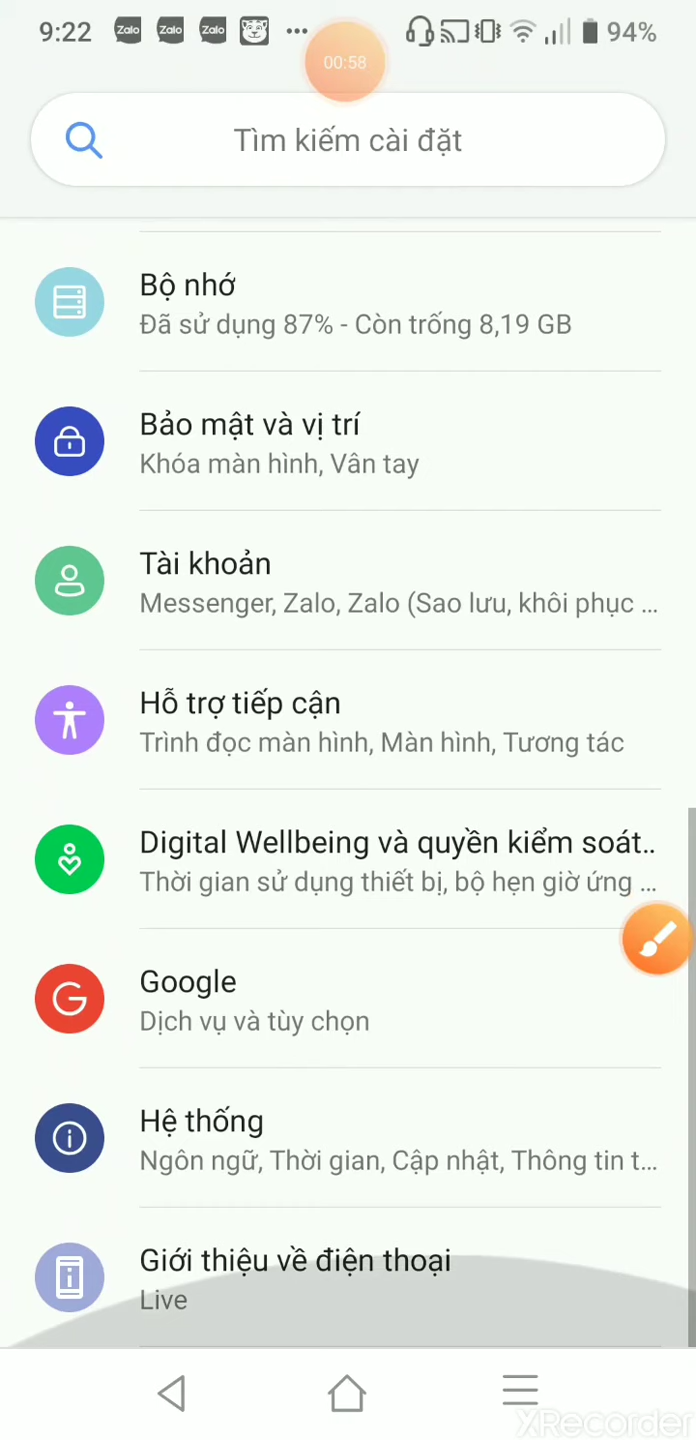 9:22 Zalo Zalo Zalo ••• 94%
00:58
Tìm kiếm cài đặt
Bộ nhớ
Đã sử dụng 87% - Còn trống 8,19 GB
Bảo mật và vị trí
Khóa màn hình, Vân tay
Tài khoản
Messenger, Zalo, Zalo (Sao lưu, khôi phục ...
Hỗ trợ tiếp cận
Trình đọc màn hình, Màn hình, Tương tác
Digital Wellbeing và quyền kiểm soát..
Thời gian sử dụng thiết bị, bộ hẹn giờ ứng ...
Google
Dịch vụ và tùy chọn
Hệ thống
Ngôn ngữ, Thời gian, Cập nhật, Thông tin t...
Giới thiệu về điện thoại
Live
XRecorder